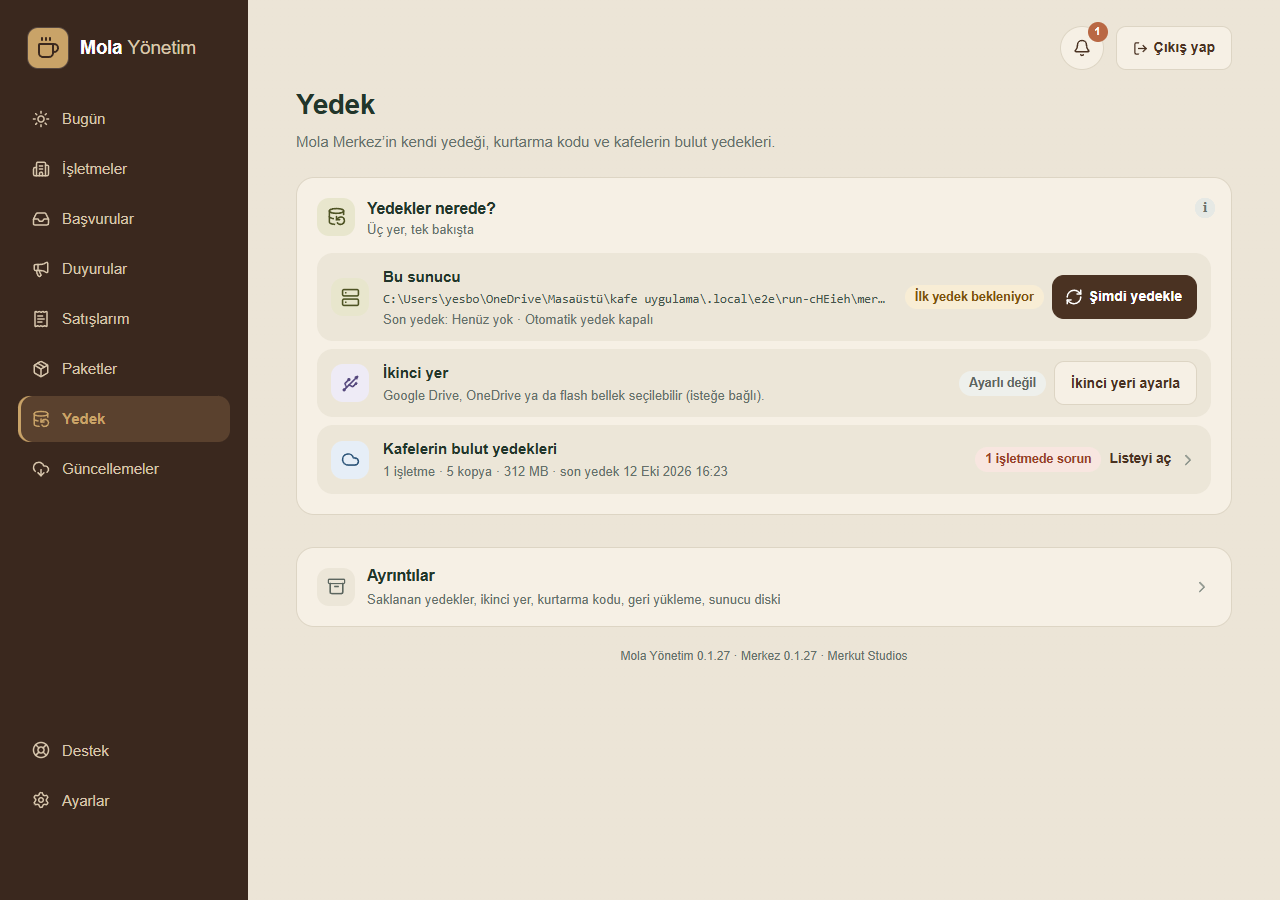 Mola Yönetim
Bugün
İşletmeler
Başvurular
Duyurular
Satışlarım
Paketler
Yedek
Güncellemeler
Destek
Ayarlar
1
Çıkış yap
Yedek
Mola Merkez’in kendi yedeği, kurtarma kodu ve kafelerin bulut yedekleri.
Yedekler nerede?
Üç yer, tek bakışta
i
Bu sunucu
C:\Users\yesbo\OneDrive\Masaüstü\kafe uygulama\.local\e2e\run-cHEieh\mer…
Son yedek: Henüz yok · Otomatik yedek kapalı
İlk yedek bekleniyor
Şimdi yedekle
İkinci yer
Google Drive, OneDrive ya da flash bellek seçilebilir (isteğe bağlı).
Ayarlı değil
İkinci yeri ayarla
Kafelerin bulut yedekleri
1 işletme · 5 kopya · 312 MB · son yedek 12 Eki 2026 16:23
1 işletmede sorun
Listeyi aç
Ayrıntılar
Saklanan yedekler, ikinci yer, kurtarma kodu, geri yükleme, sunucu diski
Mola Yönetim 0.1.27 · Merkez 0.1.27 · Merkut Studios